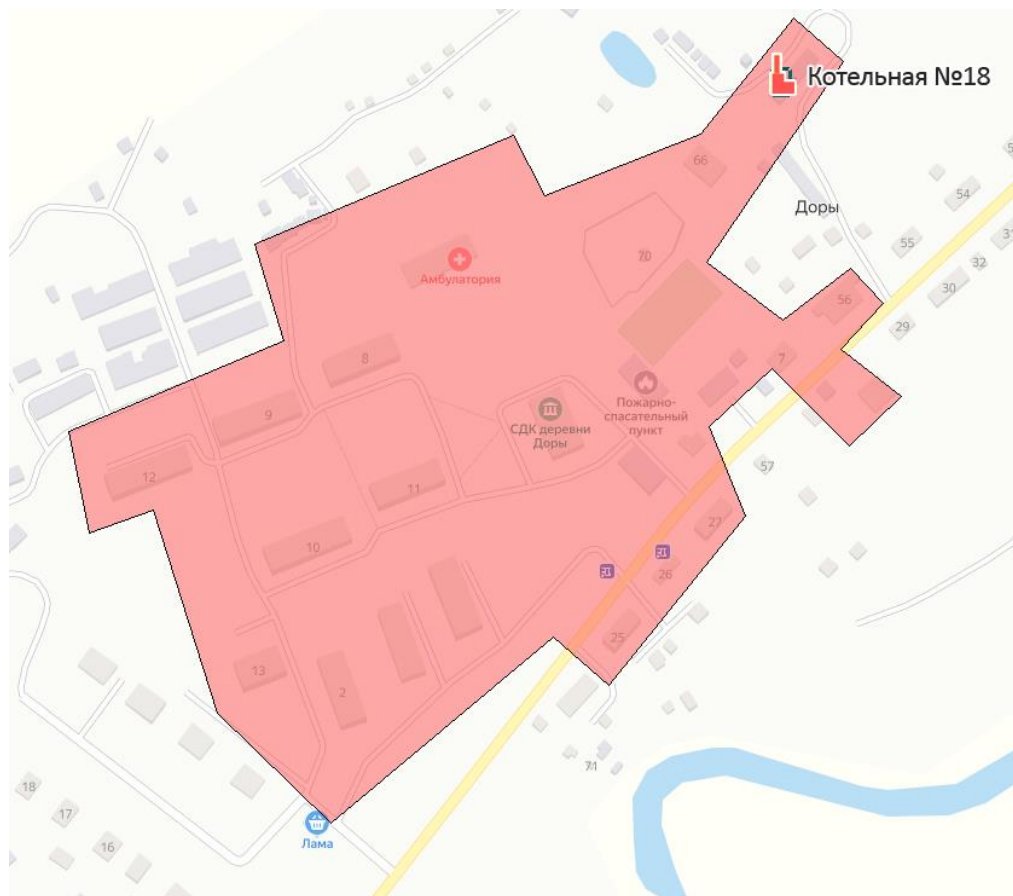 Котельная №18
66
54
Доры
55
31
32
30
29
70
Амбулатория
56
7
8
9
Пожарно-
спасательный
пункт
СДК деревни
Доры
57
12
11
10
27
26
25
13
2
71
18
17
16
Лама